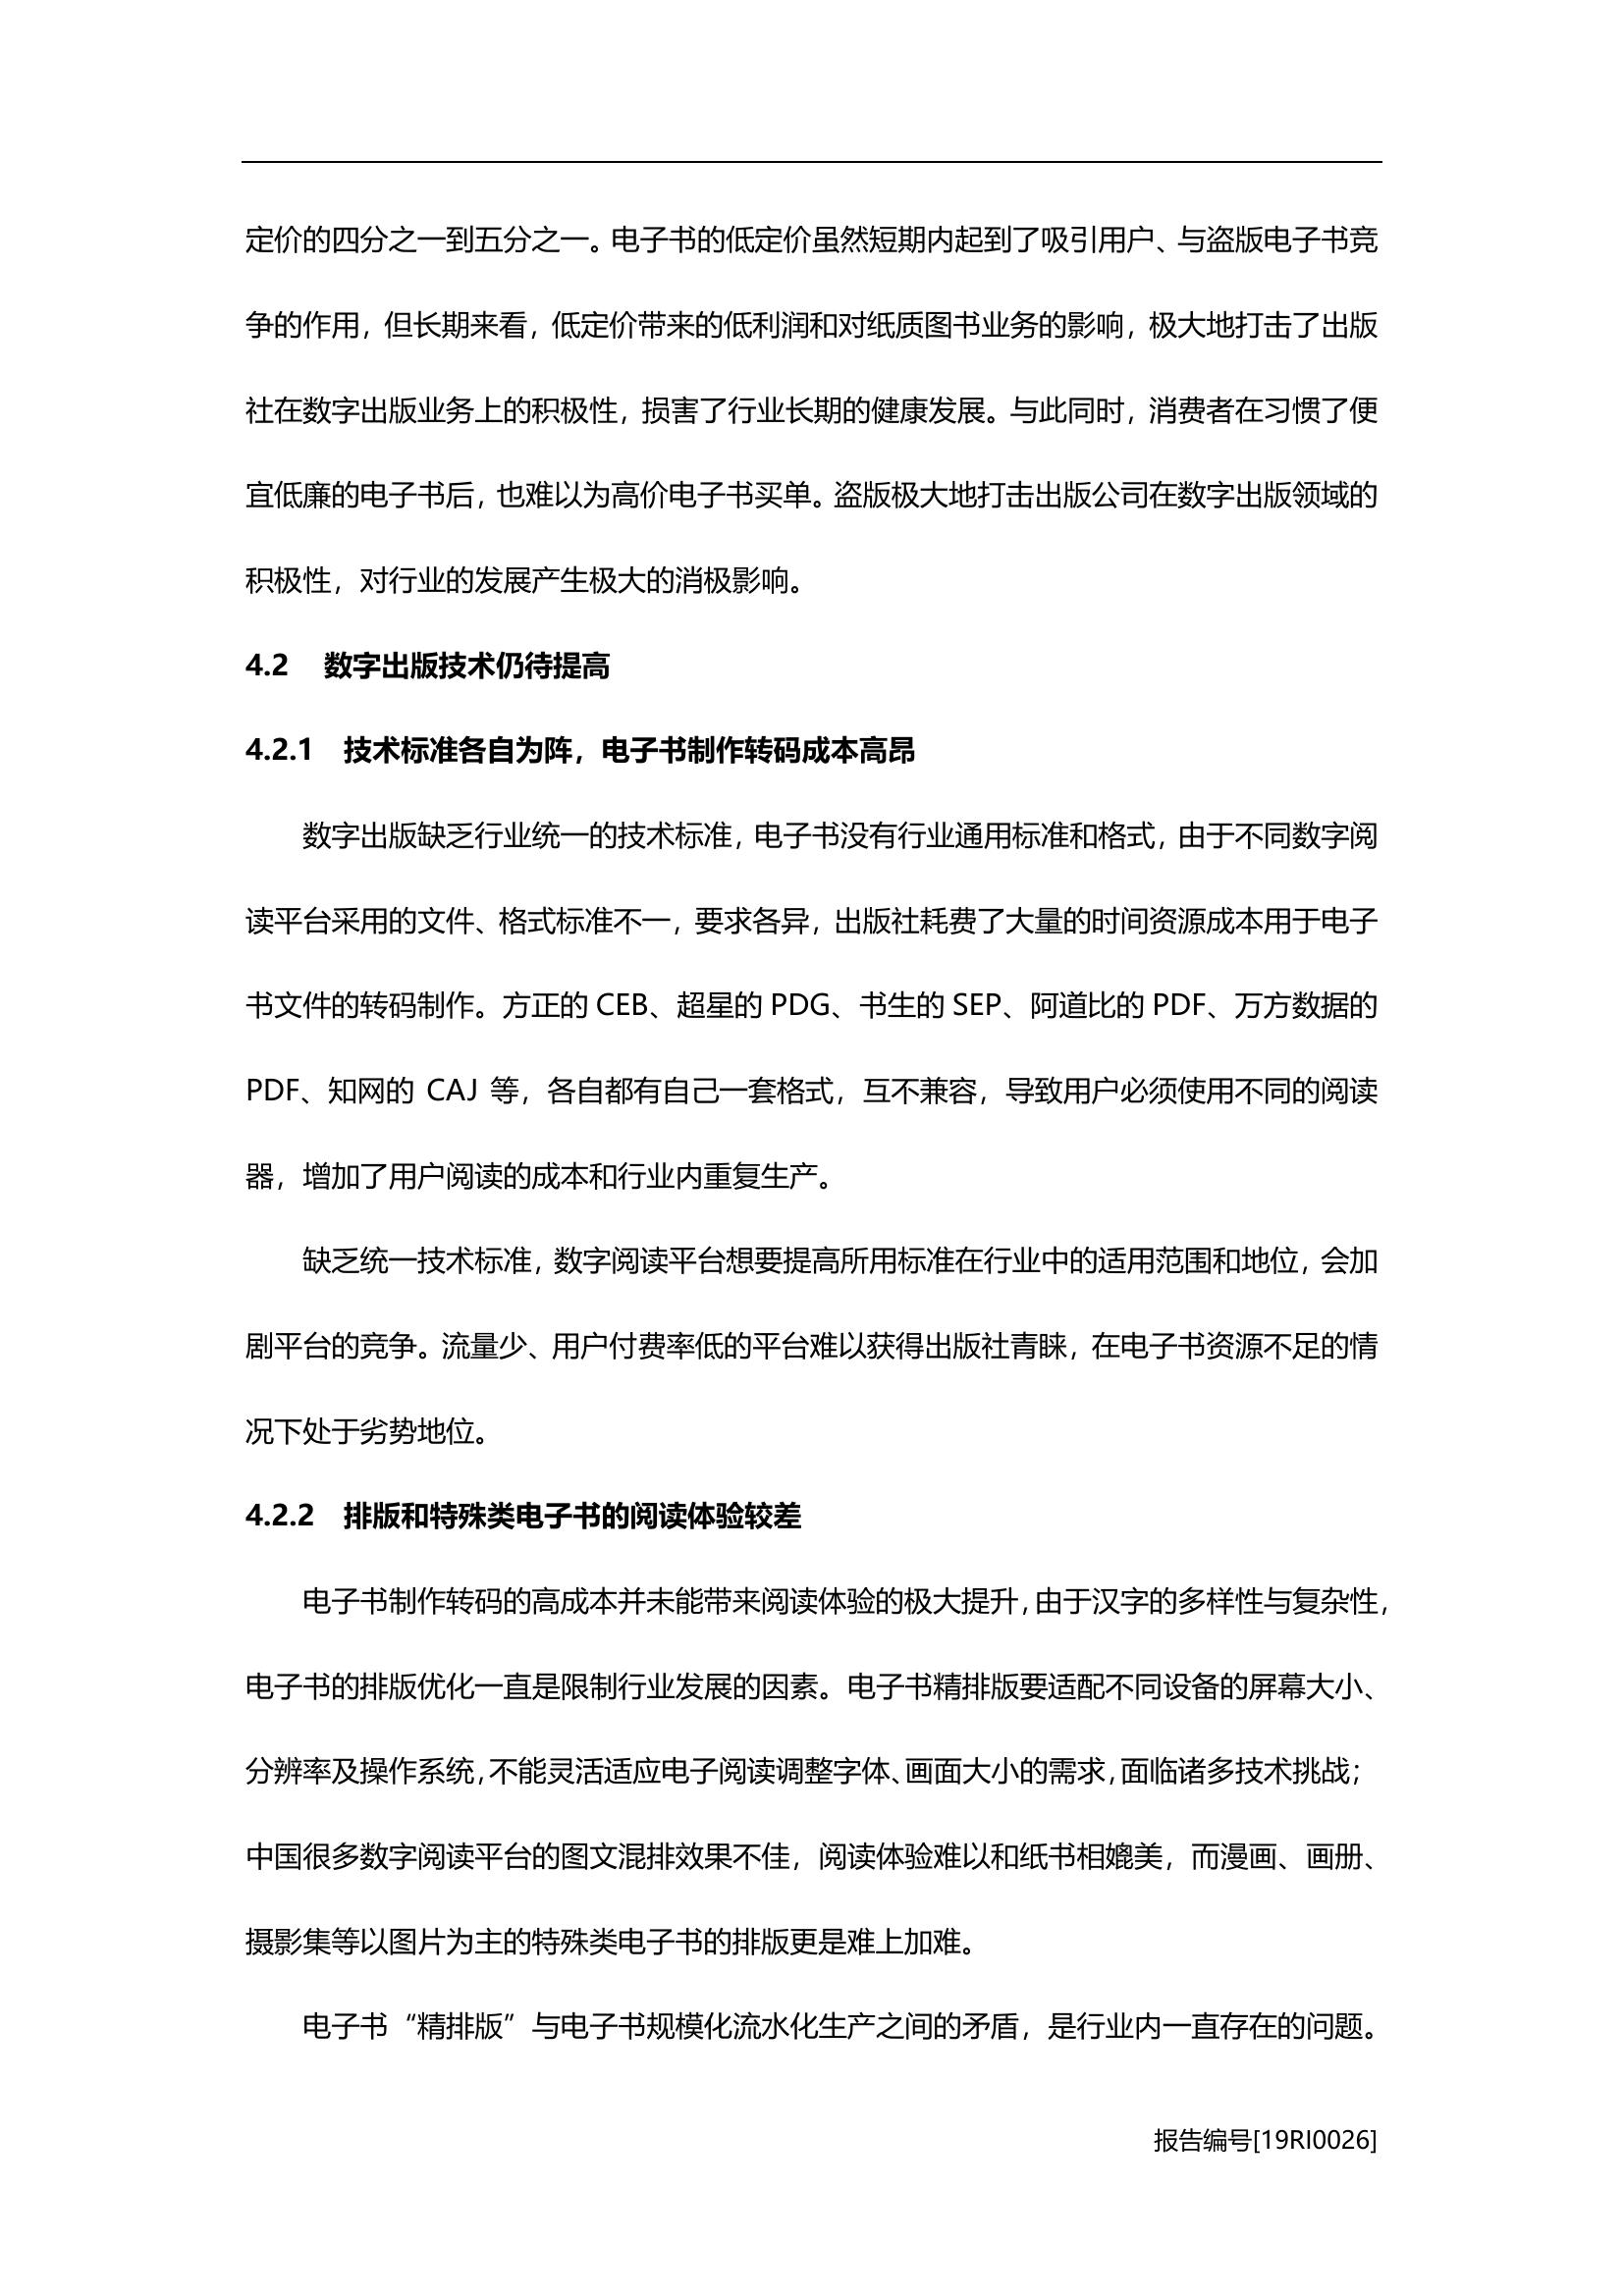 定价的四分之一到五分之一。电子书的低定价虽然短期内起到了吸引用户、与盗版电子书竞
争的作用，但长期来看，低定价带来的低利润和对纸质图书业务的影响，极大地打击了出版
社在数字出版业务上的积极性，损害了行业长期的健康发展。与此同时，消费者在习惯了便
宜低廉的电子书后，也难以为高价电子书买单。盗版极大地打击出版公司在数字出版领域的
积极性，对行业的发展产生极大的消极影响。
4.2 数字出版技术仍待提高
4.2.1 技术标准各自为阵，电子书制作转码成本高昂
数字出版缺乏行业统一的技术标准，电子书没有行业通用标准和格式，由于不同数字阅
读平台采用的文件、格式标准不一，要求各异，出版社耗费了大量的时间资源成本用于电子
书文件的转码制作。方正的 CEB、超星的 PDG、书生的 SEP、阿道比的 PDF、万方数据的
PDF、知网的 CAJ 等，各自都有自己一套格式，互不兼容，导致用户必须使用不同的阅读
器，增加了用户阅读的成本和行业内重复生产。
缺乏统一技术标准，数字阅读平台想要提高所用标准在行业中的适用范围和地位，会加
剧平台的竞争。流量少、用户付费率低的平台难以获得出版社青睐，在电子书资源不足的情
况下处于劣势地位。
4.2.2 排版和特殊类电子书的阅读体验较差
电子书制作转码的高成本并未能带来阅读体验的极大提升，由于汉字的多样性与复杂性，
电子书的排版优化一直是限制行业发展的因素。电子书精排版要适配不同设备的屏幕大小、
分辨率及操作系统，不能灵活适应电子阅读调整字体、画面大小的需求，面临诸多技术挑战；
中国很多数字阅读平台的图文混排效果不佳，阅读体验难以和纸书相媲美，而漫画、画册、
摄影集等以图片为主的特殊类电子书的排版更是难上加难。
电子书“精排版”与电子书规模化流水化生产之间的矛盾，是行业内一直存在的问题。
报告编号[19RI0026]